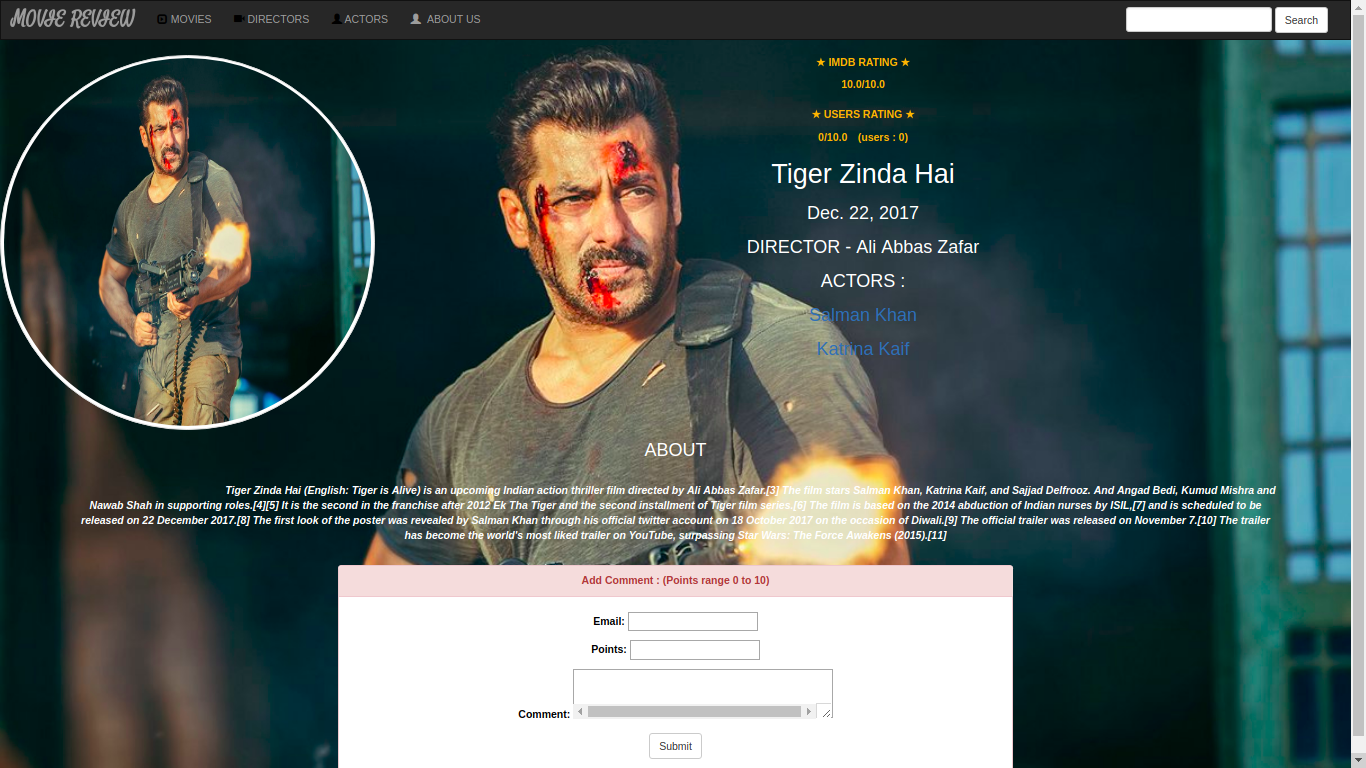 MOVIE REVIEW MOVIES DIRECTORS ACTORS ABOUT US Search
★ IMDB RATING ★
10.0/10.0
★ USERS RATING ★
0/10.0 (users : 0)
Tiger Zinda Hai
Dec. 22, 2017
DIRECTOR - Ali Abbas Zafar
ACTORS :
Salman Khan
Katrina Kaif
ABOUT
Tiger Zinda Hai (English: Tiger is Alive) is an upcoming Indian action thriller film directed by Ali Abbas Zafar.[3] The film stars Salman Khan, Katrina Kaif, and Sajjad Delfrooz. And Angad Bedi, Kumud Mishra and
Nawab Shah in supporting roles.[4][5] It is the second in the franchise after 2012 Ek Tha Tiger and the second installment of Tiger film series.[6] The film is based on the 2014 abduction of Indian nurses by ISIL,[7] and is scheduled to be
released on 22 December 2017.[8] The first look of the poster was revealed by Salman Khan through his official twitter account on 18 October 2017 on the occasion of Diwali.[9] The official trailer was released on November 7.[10] The trailer
has become the world's most liked trailer on YouTube, surpassing Star Wars: The Force Awakens (2015).[11]
Add Comment : (Points range 0 to 10)
Email:
Points:
Comment:
Submit